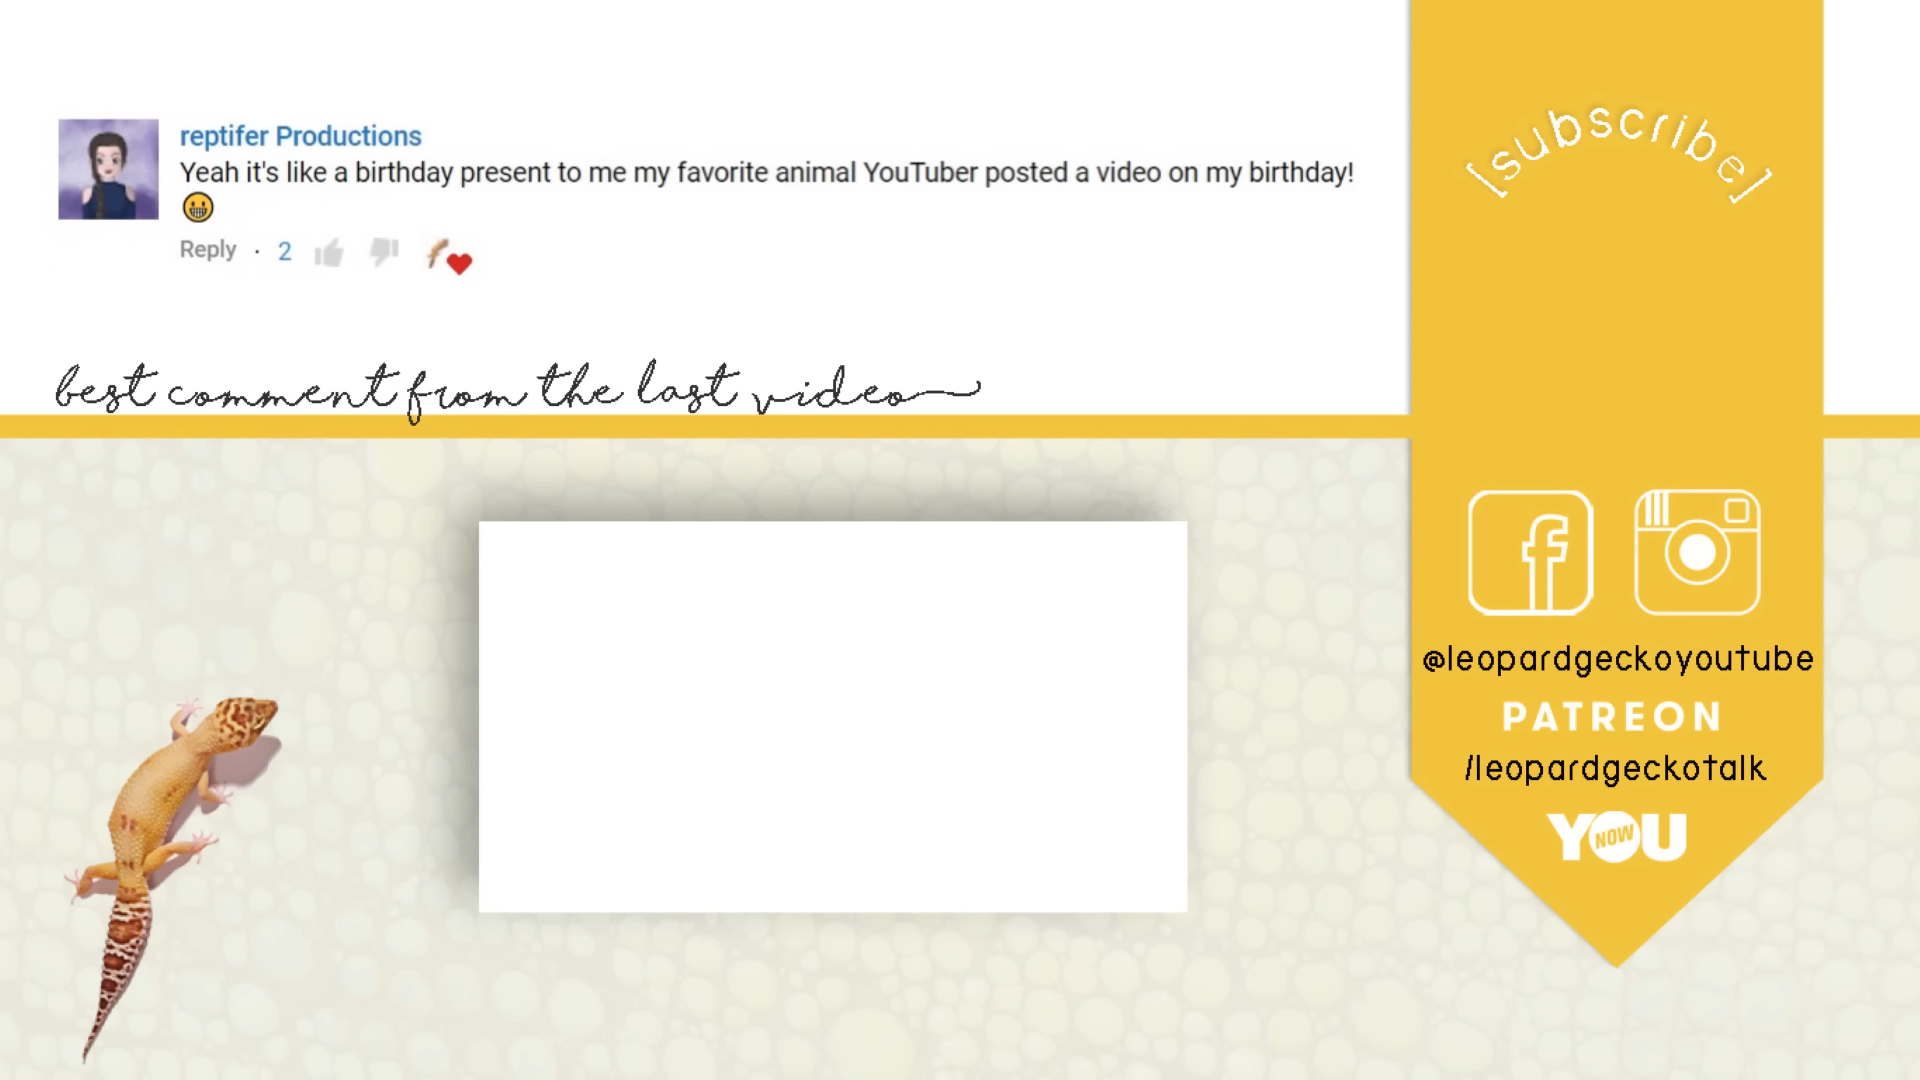 reptifer Productions
Yeah it's like a birthday present to me my favorite animal YouTuber posted a video on my birthday!
😀
Reply · 2
best comment from the last video
[subscribe]
@leopardgeckoyoutube
PATREON
/leopardgeckotalk
YOU NOW